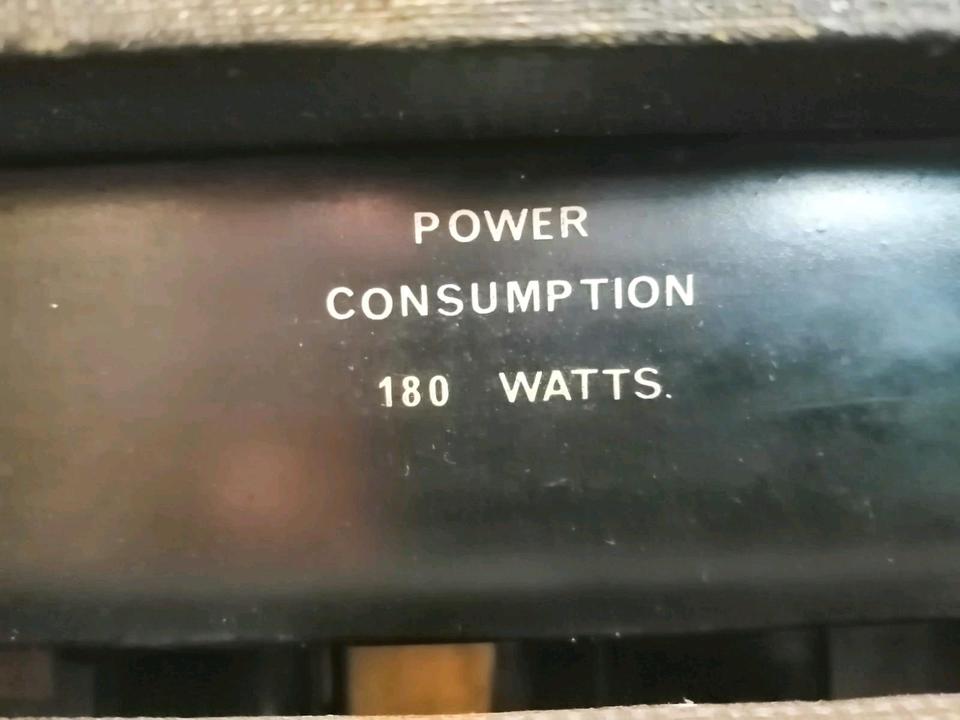 POWER
CONSUMPTION
180 WATTS.